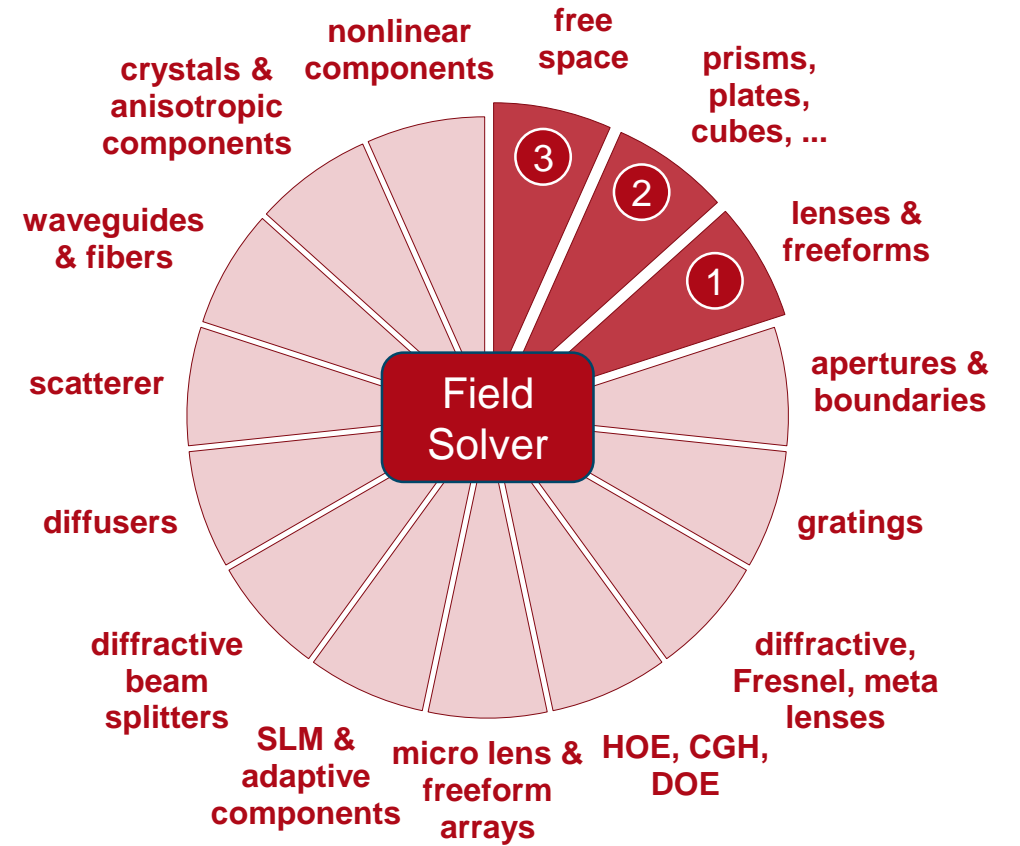 free
space
prisms,
plates,
cubes, ...
lenses &
freeforms
apertures &
boundaries
gratings
diffractive,
Fresnel, meta
lenses
HOE, CGH,
DOE
micro lens &
freeform
arrays
SLM &
adaptive
components
diffractive
beam
splitters
diffusers
scatterer
waveguides
& fibers
crystals &
anisotropic
components
nonlinear
components
3
2
1
Field
Solver